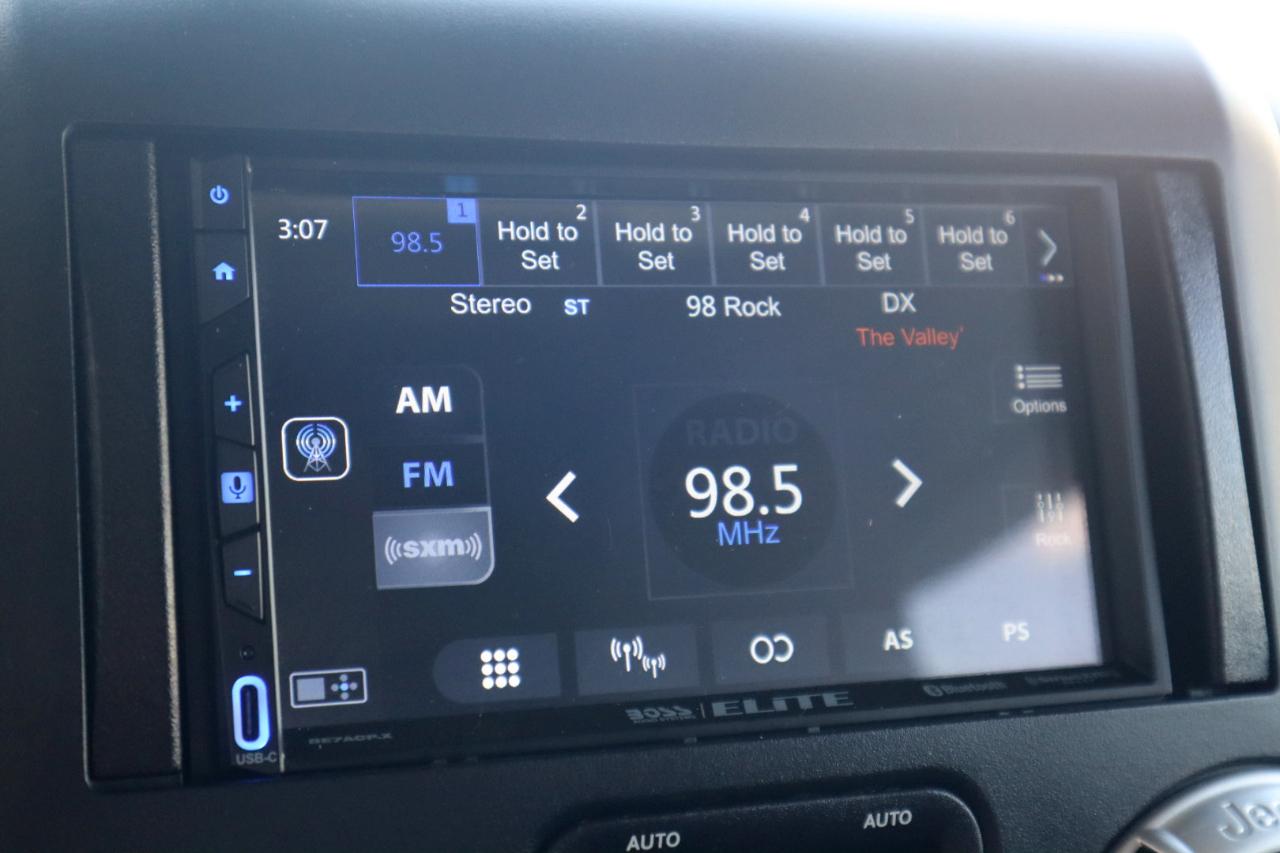 3:07
98.5
1
Hold to
Set
2
Hold to
Set
3
Hold to
Set
4
Hold to
Set
5
Hold to
Set
6
Stereo ST 98 Rock DX
The Valley'
AM
FM
((sxm))
RADIO
98.5
MHz
Options
Rock
AS
PS
BOSS | ELITE
Bluetooth
BE7ACP.X
USB-C
AUTO
AUTO
Je